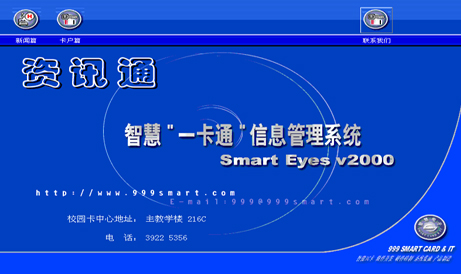 新闻篇 卡户篇 联系我们
资讯通
智慧"一卡通"信息管理系统
Smart Eyes v2000
http://www.999smart.com
E-mail:999@999smart.com
校园卡中心地址: 主教学楼 216C
电 话: 3922 5356
999 SMART CARD & IT